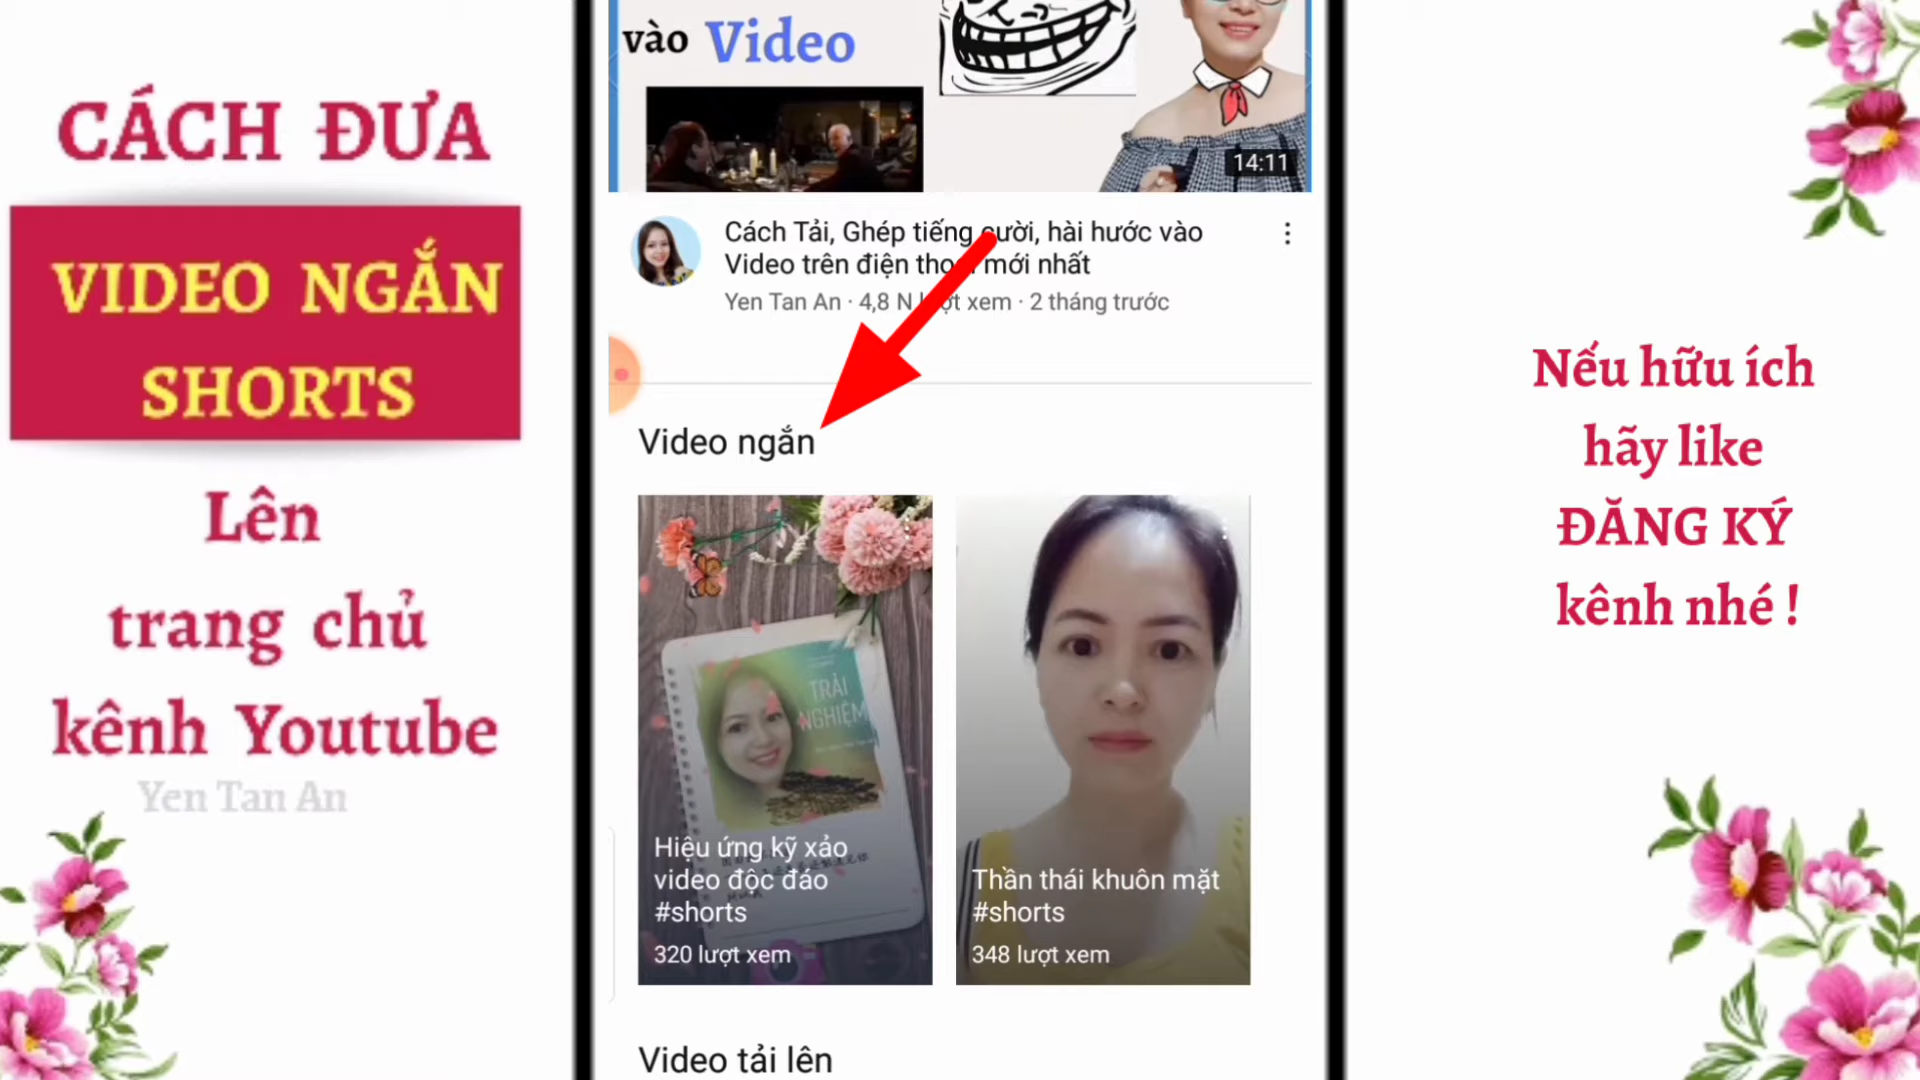 CÁCH ĐƯA
VIDEO NGẮN
SHORTS
Lên
trang chủ
kênh Youtube
Yen Tan An
vào Video
14:11
Cách Tải, Ghép tiếng cười, hài hước vào
Video trên điện thoại mới nhất
Yen Tan An · 4,8 N lượt xem · 2 tháng trước
Video ngắn
TRẢI
NGHIỆM
Hiệu ứng kỹ xảo
video độc đáo
#shorts
320 lượt xem
Thần thái khuôn mặt
#shorts
348 lượt xem
Video tải lên
Nếu hữu ích
hãy like
ĐĂNG KÝ
kênh nhé !